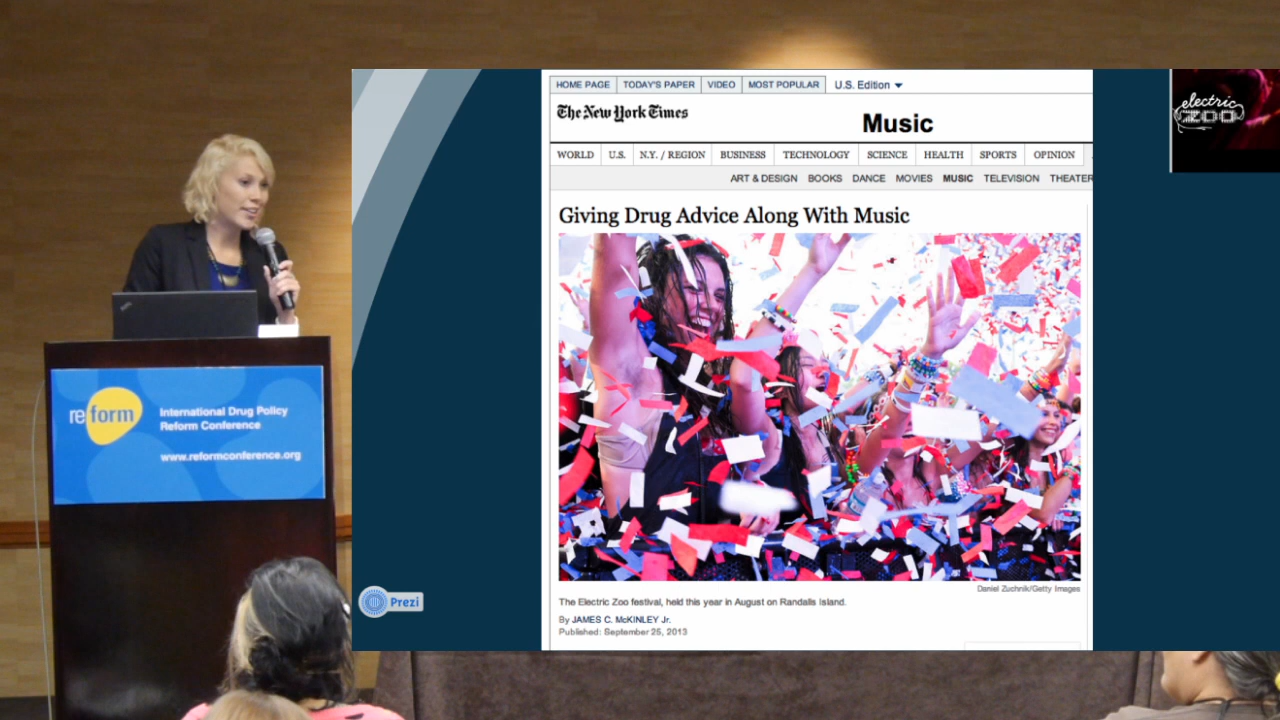 HOME PAGE TODAY'S PAPER VIDEO MOST POPULAR U.S. Edition
The New York Times
Music
WORLD U.S. N.Y. / REGION BUSINESS TECHNOLOGY SCIENCE HEALTH SPORTS OPINION
ART & DESIGN BOOKS DANCE MOVIES MUSIC TELEVISION THEATER
Giving Drug Advice Along With Music
Daniel Zuchnik/Getty Images
The Electric Zoo festival, held this year in August on Randalls Island.
By JAMES C. McKINLEY Jr.
Published: September 25, 2013
electric
ZOO
Prezi
reform
International Drug Policy
Reform Conference
www.reformconference.org